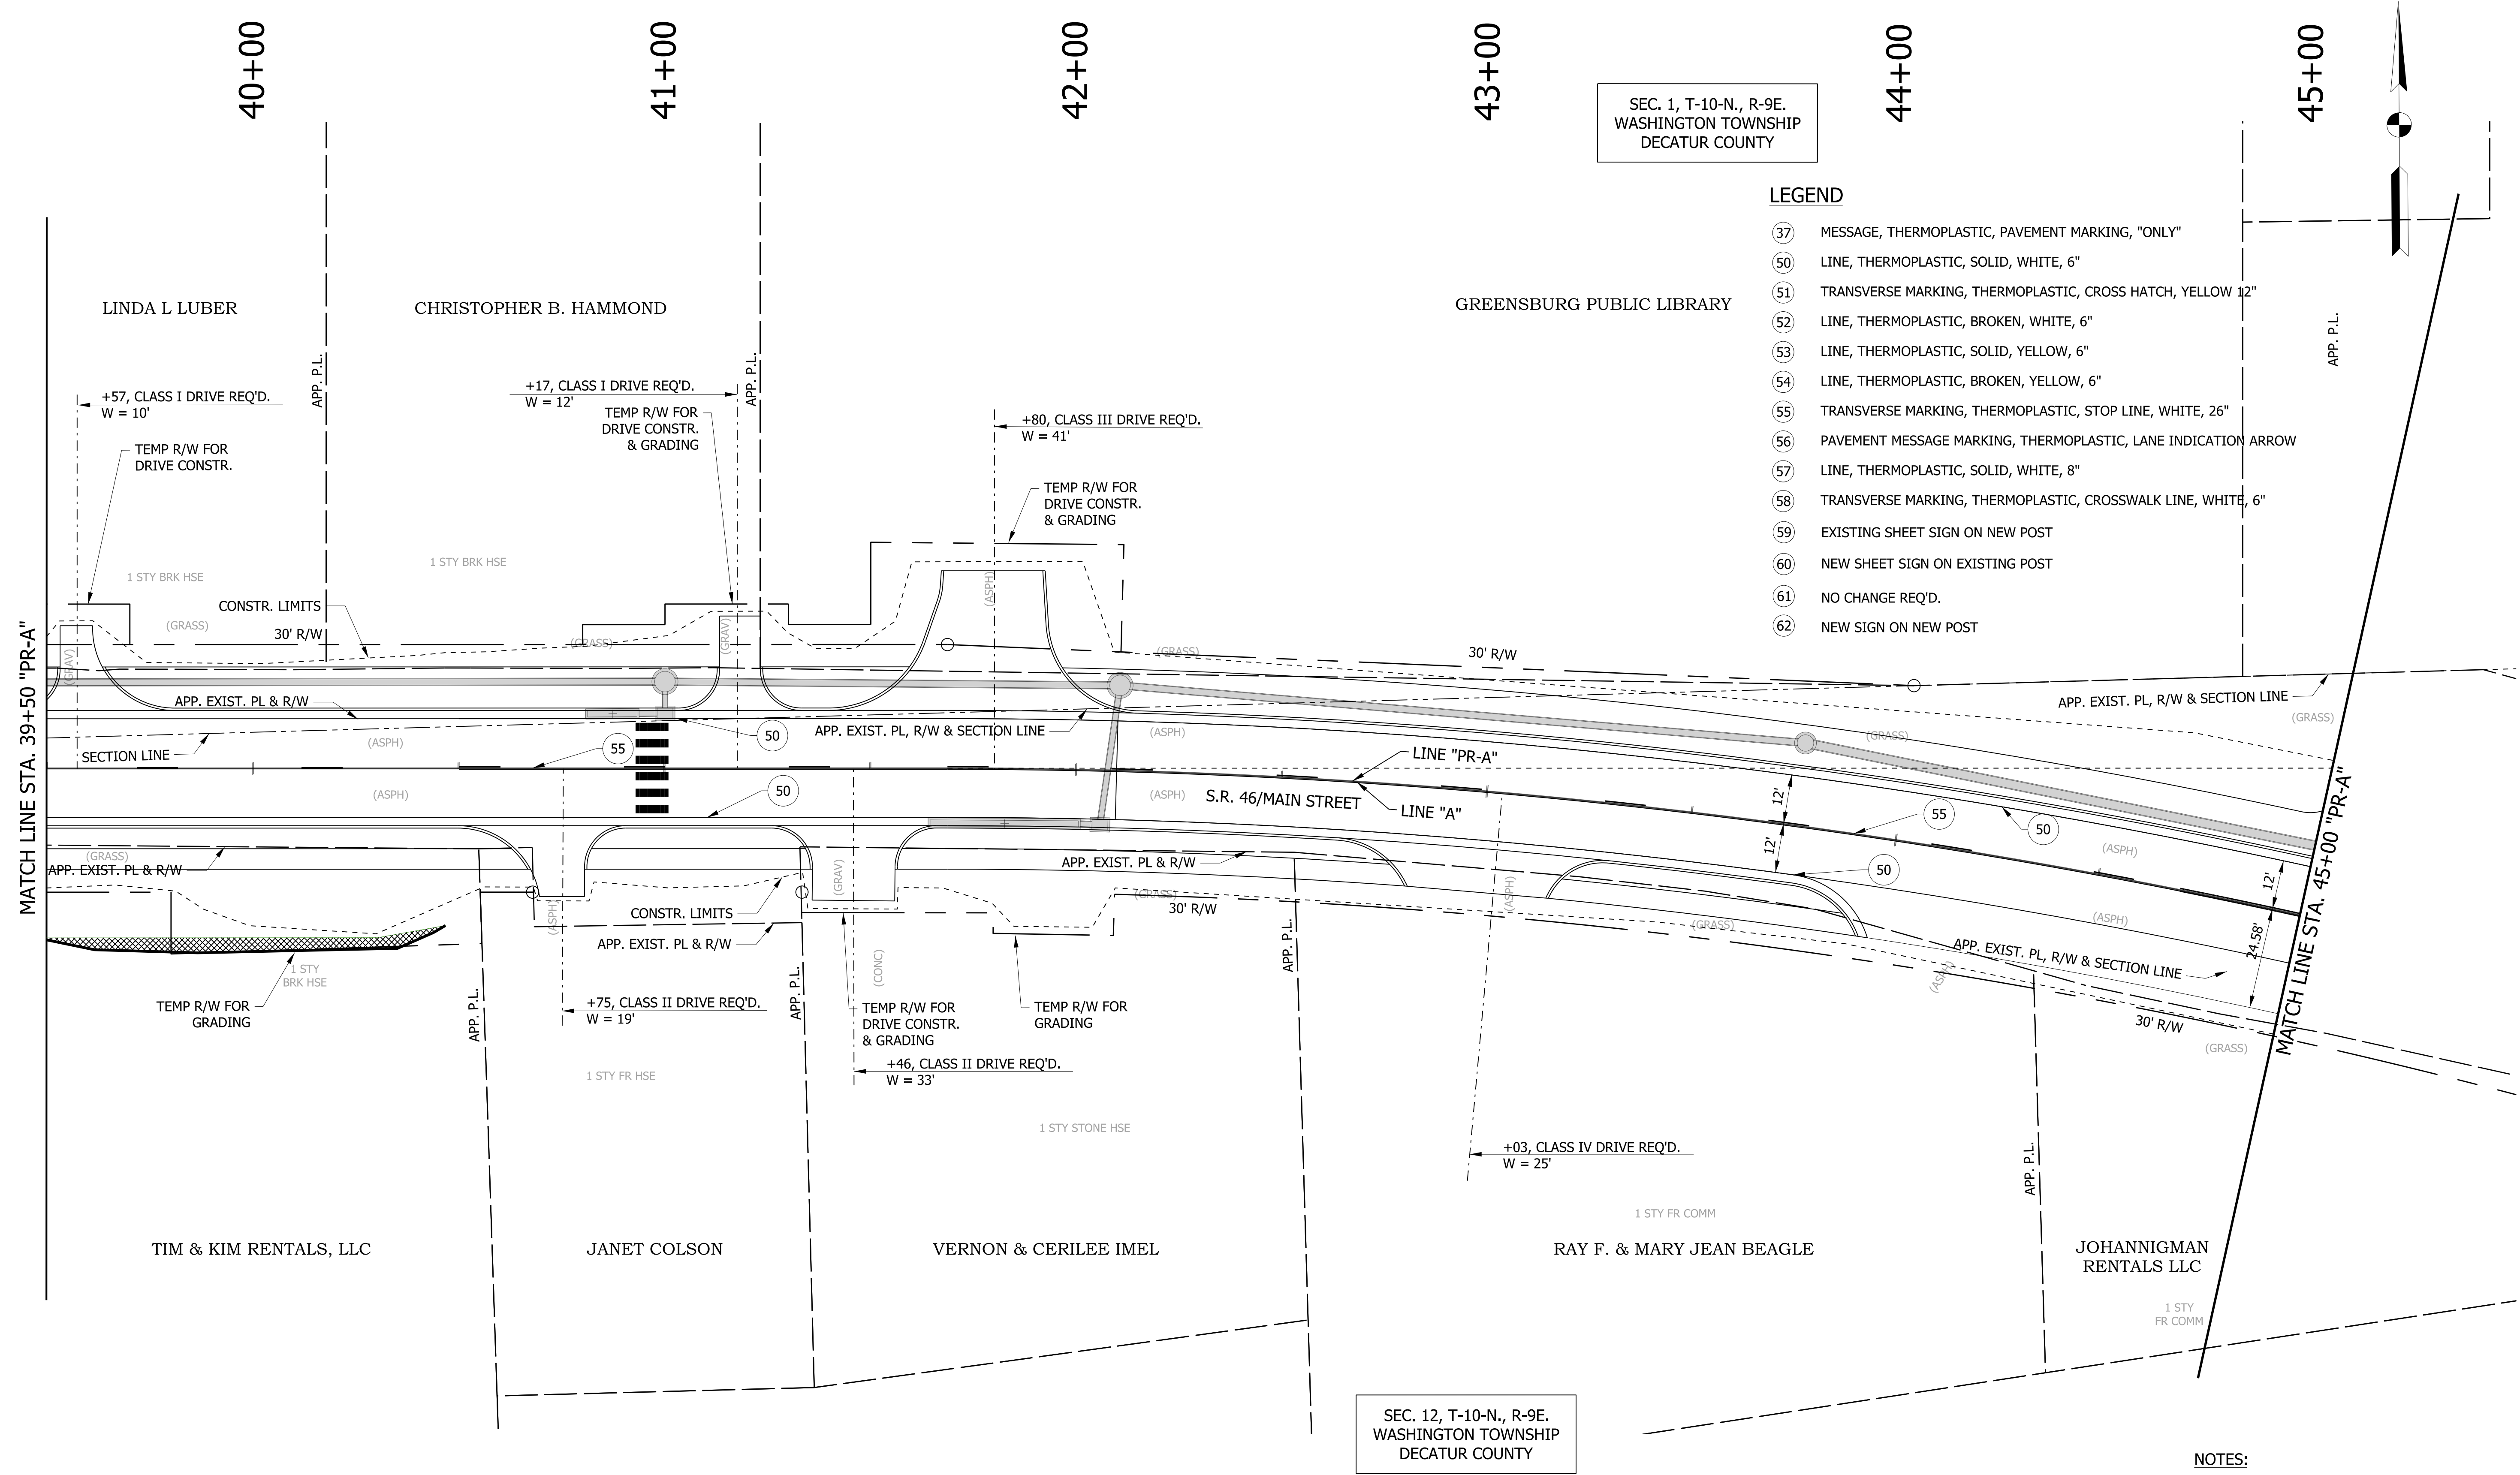 40+00
41+00
42+00
43+00
44+00
45+00
SEC. 1, T-10-N., R-9E.
WASHINGTON TOWNSHIP
DECATUR COUNTY
LEGEND
37 MESSAGE, THERMOPLASTIC, PAVEMENT MARKING, "ONLY"
50 LINE, THERMOPLASTIC, SOLID, WHITE, 6"
51 TRANSVERSE MARKING, THERMOPLASTIC, CROSS HATCH, YELLOW 12"
52 LINE, THERMOPLASTIC, BROKEN, WHITE, 6"
53 LINE, THERMOPLASTIC, SOLID, YELLOW, 6"
54 LINE, THERMOPLASTIC, BROKEN, YELLOW, 6"
55 TRANSVERSE MARKING, THERMOPLASTIC, STOP LINE, WHITE, 26"
56 PAVEMENT MESSAGE MARKING, THERMOPLASTIC, LANE INDICATION ARROW
57 LINE, THERMOPLASTIC, SOLID, WHITE, 8"
58 TRANSVERSE MARKING, THERMOPLASTIC, CROSSWALK LINE, WHITE, 6"
59 EXISTING SHEET SIGN ON NEW POST
60 NEW SHEET SIGN ON EXISTING POST
61 NO CHANGE REQ'D.
62 NEW SIGN ON NEW POST
LINDA L LUBER
CHRISTOPHER B. HAMMOND
GREENSBURG PUBLIC LIBRARY
APP. P.L.
APP. P.L.
APP. P.L.
+57, CLASS I DRIVE REQ'D.
W = 10'
TEMP R/W FOR
DRIVE CONSTR.
+17, CLASS I DRIVE REQ'D.
W = 12'
TEMP R/W FOR
DRIVE CONSTR.
& GRADING
+80, CLASS III DRIVE REQ'D.
W = 41'
TEMP R/W FOR
DRIVE CONSTR.
& GRADING
1 STY BRK HSE
1 STY BRK HSE
(ASPH)
CONSTR. LIMITS
(GRASS)
30' R/W
(GRASS)
(GRAV)
(GRAV)
(GRASS)
30' R/W
MATCH LINE STA. 39+50 "PR-A"
APP. EXIST. PL & R/W
SECTION LINE
(ASPH)
55
50
APP. EXIST. PL, R/W & SECTION LINE
(ASPH)
APP. EXIST. PL, R/W & SECTION LINE
(GRASS)
(GRASS)
LINE "PR-A"
(ASPH)
50
(ASPH)
S.R. 46/MAIN STREET
LINE "A"
12'
12'
55
50
50
(ASPH)
(ASPH)
12'
24.58'
MATCH LINE STA. 45+00 "PR-A"
(GRASS)
APP. EXIST. PL & R/W
APP. EXIST. PL & R/W
(GRAV)
(GRASS)
30' R/W
(ASPH)
(ASPH)
CONSTR. LIMITS
APP. EXIST. PL & R/W
(GRASS)
APP. EXIST. PL, R/W & SECTION LINE
(ASPH)
30' R/W
(GRASS)
1 STY
BRK HSE
(CONC)
TEMP R/W FOR
GRADING
APP. P.L.
+75, CLASS II DRIVE REQ'D.
W = 19'
APP. P.L.
TEMP R/W FOR
DRIVE CONSTR.
& GRADING
TEMP R/W FOR
GRADING
APP. P.L.
+46, CLASS II DRIVE REQ'D.
W = 33'
1 STY FR HSE
1 STY STONE HSE
+03, CLASS IV DRIVE REQ'D.
W = 25'
APP. P.L.
1 STY FR COMM
TIM & KIM RENTALS, LLC
JANET COLSON
VERNON & CERILEE IMEL
RAY F. & MARY JEAN BEAGLE
JOHANNIGMAN
RENTALS LLC
1 STY
FR COMM
SEC. 12, T-10-N., R-9E.
WASHINGTON TOWNSHIP
DECATUR COUNTY
NOTES: